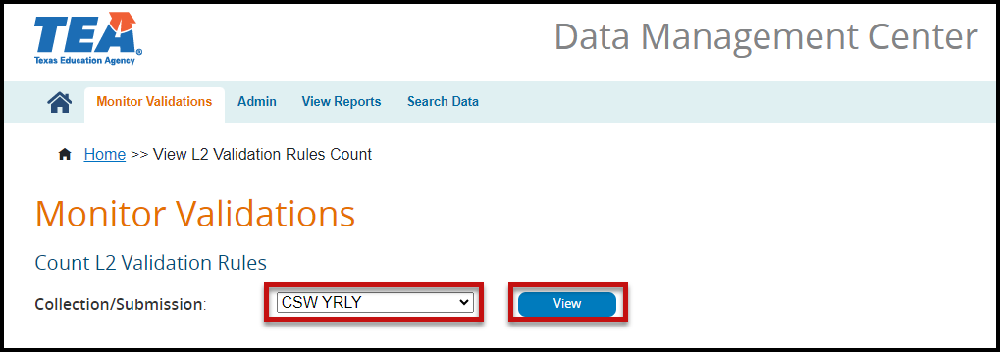 TEA®
Texas Education Agency
Data Management Center
Monitor Validations Admin View Reports Search Data
Home >> View L2 Validation Rules Count
Monitor Validations
Count L2 Validation Rules
Collection/Submission: CSW YRLY View